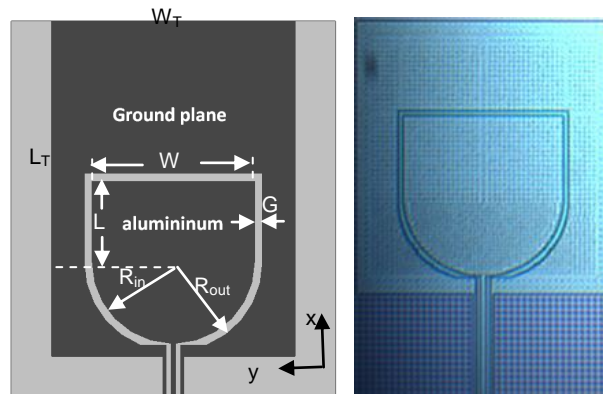 W_T
Ground plane
L_T
W
G
L
alumininum
R_in
R_out
x
y